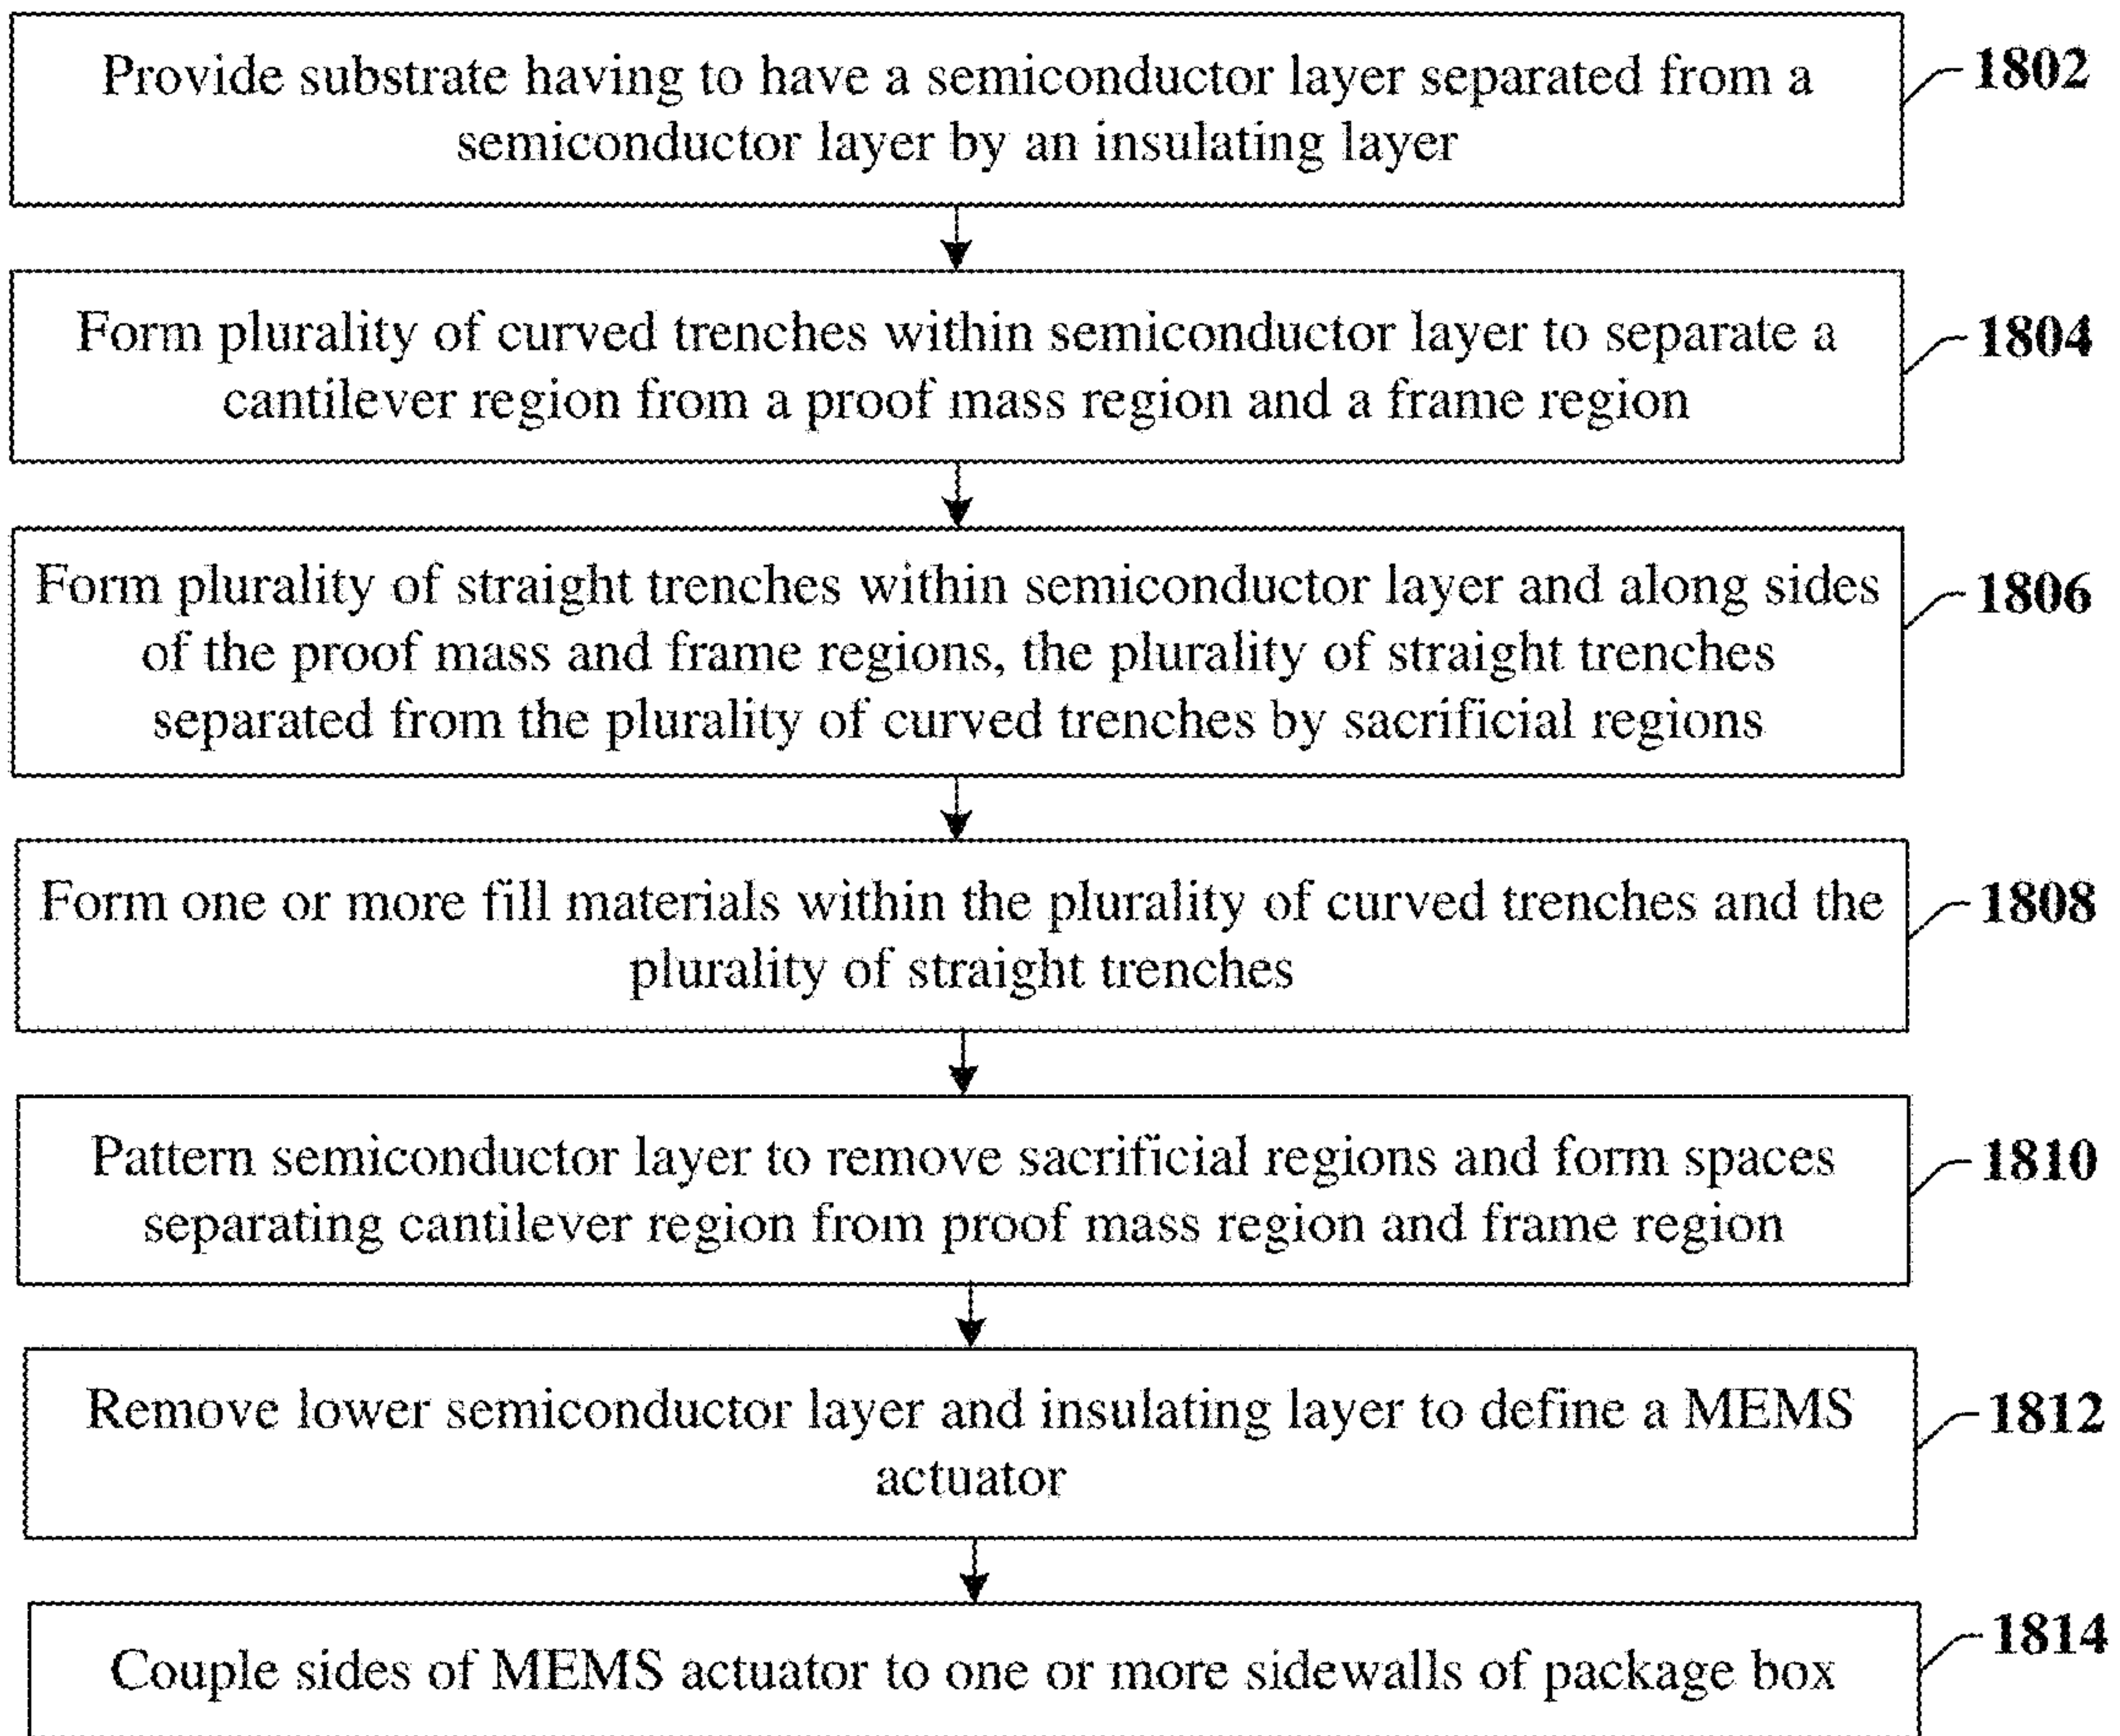 Provide substrate having to have a semiconductor layer separated from a
semiconductor layer by an insulating layer
1802
Form plurality of curved trenches within semiconductor layer to separate a
cantilever region from a proof mass region and a frame region
1804
Form plurality of straight trenches within semiconductor layer and along sides
of the proof mass and frame regions, the plurality of straight trenches
separated from the plurality of curved trenches by sacrificial regions
1806
Form one or more fill materials within the plurality of curved trenches and the
plurality of straight trenches
1808
Pattern semiconductor layer to remove sacrificial regions and form spaces
separating cantilever region from proof mass region and frame region
1810
Remove lower semiconductor layer and insulating layer to define a MEMS
actuator
1812
Couple sides of MEMS actuator to one or more sidewalls of package box
1814